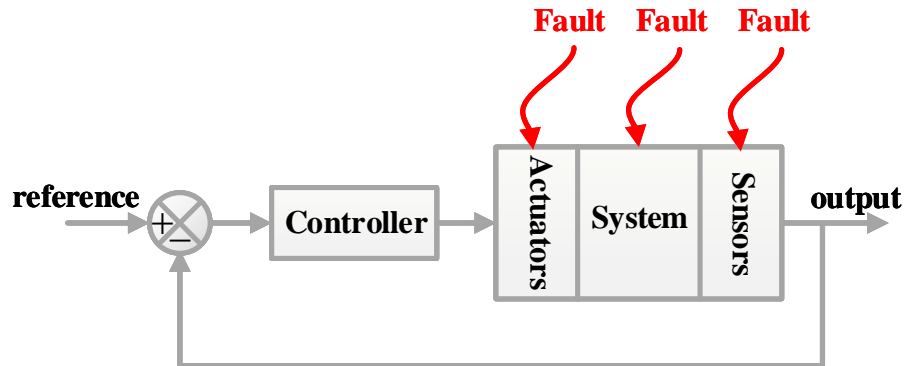 Fault Fault Fault
reference
+
−
Controller
Actuators
System
Sensors
output